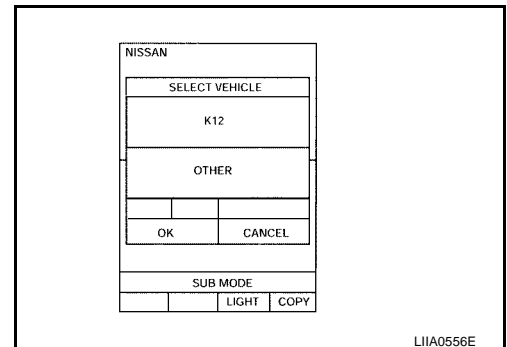 NISSAN
SELECT VEHICLE
K12
OTHER
OK CANCEL
SUB MODE
LIGHT COPY
LIIA0556E